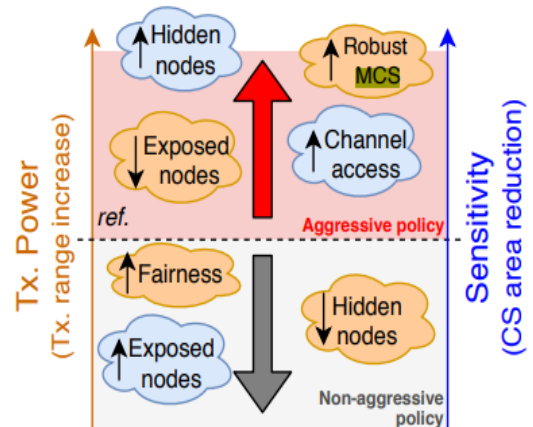 Tx. Power
(Tx. range increase)
Hidden
nodes
Robust
MCS
Exposed
nodes
Channel
access
ref.
Aggressive policy
Fairness
Hidden
nodes
Exposed
nodes
Non-aggressive
policy
Sensitivity
(CS area reduction)